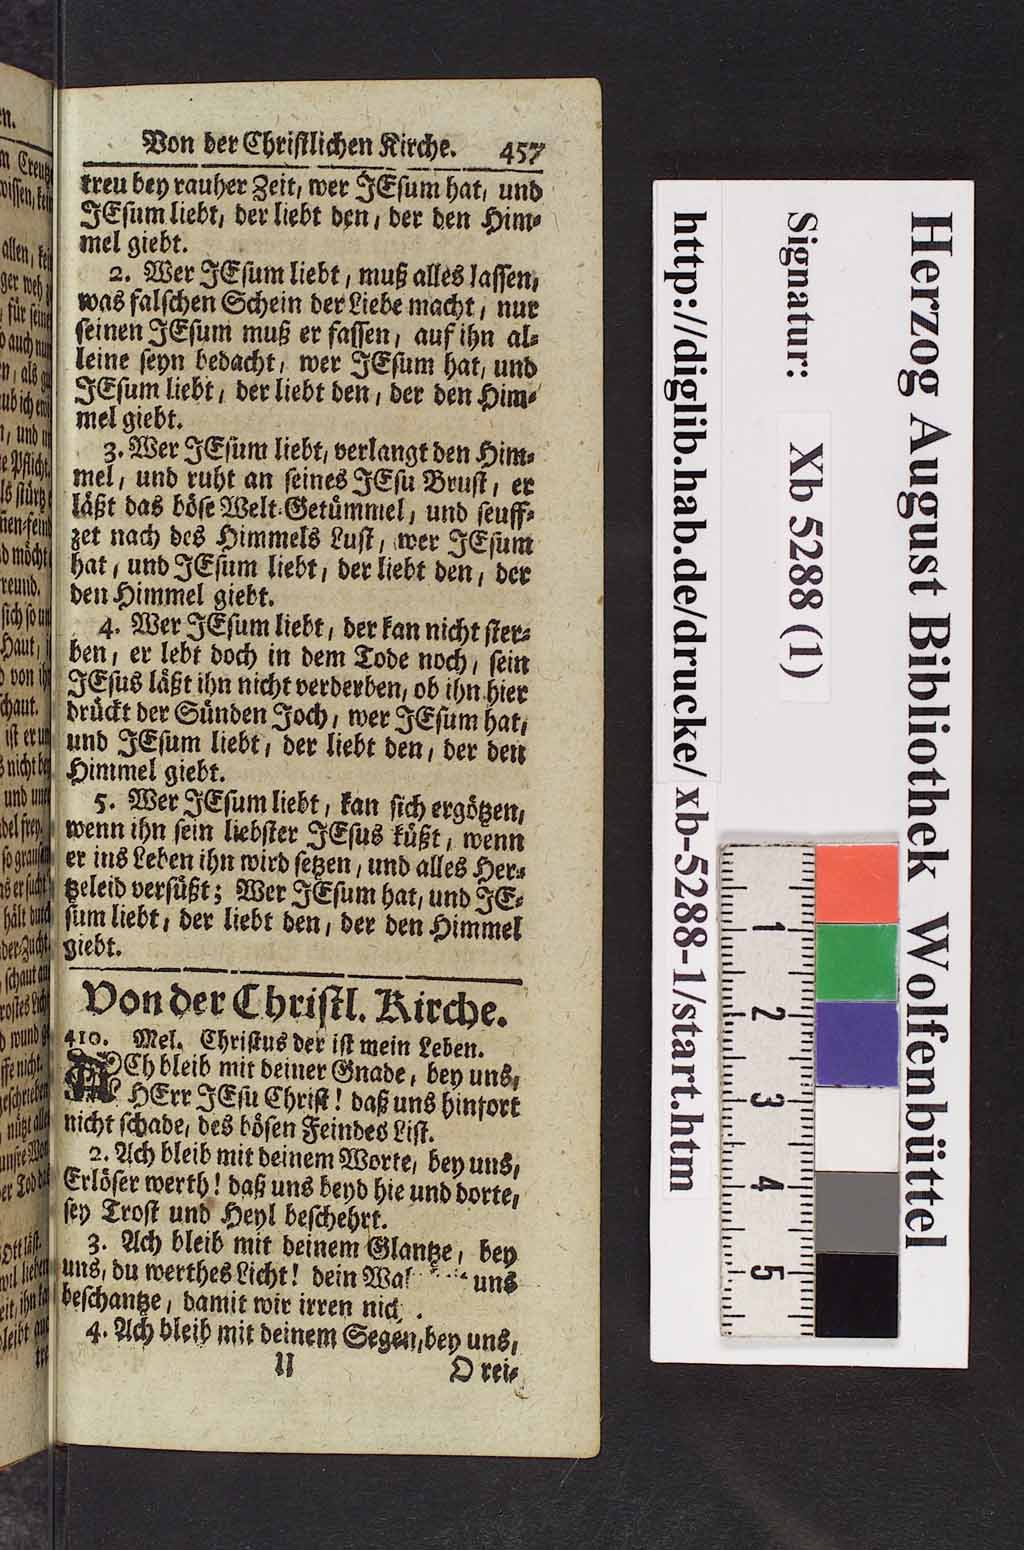 Von der Christlichen Kirche. 457
treu bey rauher Zeit, wer JEsum hat, und
JEsum liebt, der liebt den, der den Him-
mel giebt.
2. Wer JEsum liebt, muß alles lassen,
was falschen Schein der Liebe macht, nur
seinen JEsum muß er fassen, auf ihn al-
leine seyn bedacht, wer JEsum hat, und
JEsum liebt, der liebt den, der den Him-
mel giebt.
3. Wer JEsum liebt, verlangt den Him-
mel, und ruht an seines JEsu Brust, er
läßt das böse Welt-Getümmel, und seuff-
zet nach des Himmels Lust, wer JEsum
hat, und JEsum liebt, der liebt den, der
den Himmel giebt.
4. Wer JEsum liebt, der kan nicht ster-
ben, er lebt doch in dem Tode noch, sein
JEsus läßt ihn nicht verderben, ob ihn hier
drückt der Sünden Joch, wer JEsum hat,
und JEsum liebt, der liebt den, der den
Himmel giebt.
5. Wer JEsum liebt, kan sich ergötzen,
wenn ihn sein liebster JEsus küßt, wenn
er ins Leben ihn wird setzen, und alles Her-
tzeleid versüßt; Wer JEsum hat, und JE-
sum liebt, der liebt den, der den Himmel
giebt.
Von der Christl. Kirche.
410. Mel. Christus der ist mein Leben.
ACh bleib mit deiner Gnade, bey uns,
HErr JEsu Christ! daß uns hinfort
nicht schade, des bösen Feindes List.
2. Ach bleib mit deinem Worte, bey uns,
Erlöser werth! daß uns beyd hie und dorte,
sey Trost und Heyl beschehrt.
3. Ach bleib mit deinem Glantze, bey
uns, du werthes Licht! dein uns
beschantze, damit wir irren
4. Ach bleib mit deinem Segen, bey uns,
U O rei-
Herzog August Bibliothek Wolfenbüttel
Signatur: Xb 5288 (1)
http://diglib.hab.de/drucke/xb-5288-1/start.htm
1
2
3
4
5